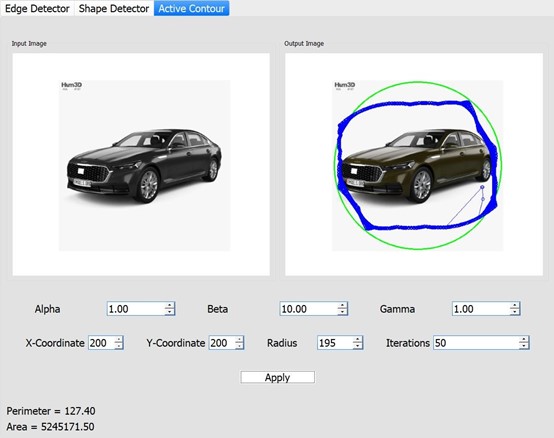 Edge Detector Shape Detector Active Contour
Input Image Output Image
Hum3D Hum3D
Alpha 1.00 Beta 10.00 Gamma 1.00
X-Coordinate 200 Y-Coordinate 200 Radius 195 Iterations 50
Apply
Perimeter = 127.40
Area = 5245171.50